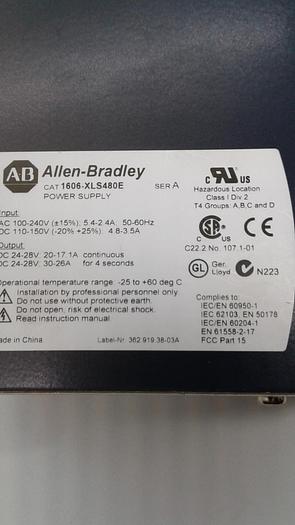 AB Allen-Bradley
CAT 1606-XLS480E SER A
POWER SUPPLY
Input:
AC 100-240V (±15%); 5.4-2.4A; 50-60Hz
DC 110-150V (-20% +25%); 4.8-3.5A
Output:
DC 24-28V; 20-17.1A continuous
DC 24-28V; 30-26A for 4 seconds
Operational temperature range: -25 to +60 deg C
Installation by professional personnel only.
Do not use without protective earth.
Do not open, risk of electrical shock.
Read instruction manual
Made in China
Label-Nr. 362.919.38-03A
C UL US
Hazardous Location
Class I Div 2
T4 Groups: A,B,C and D
C SA US
C22.2 No. 107.1-01
GL Ger. Lloyd N223
Complies to:
IEC/EN 60950-1
IEC 62103, EN 50178
IEC/EN 60204-1
EN 61558-2-17
FCC Part 15